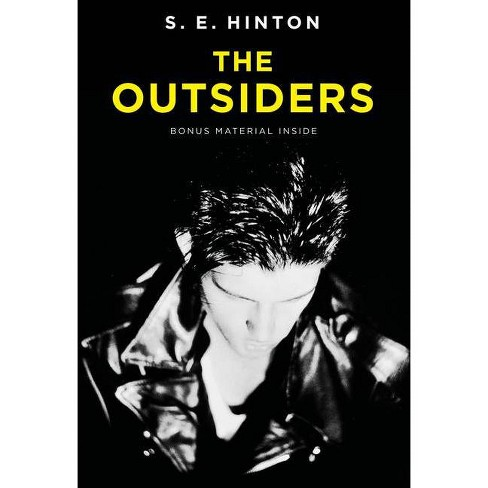 S. E. HINTON
THE
OUTSIDERS
BONUS MATERIAL INSIDE